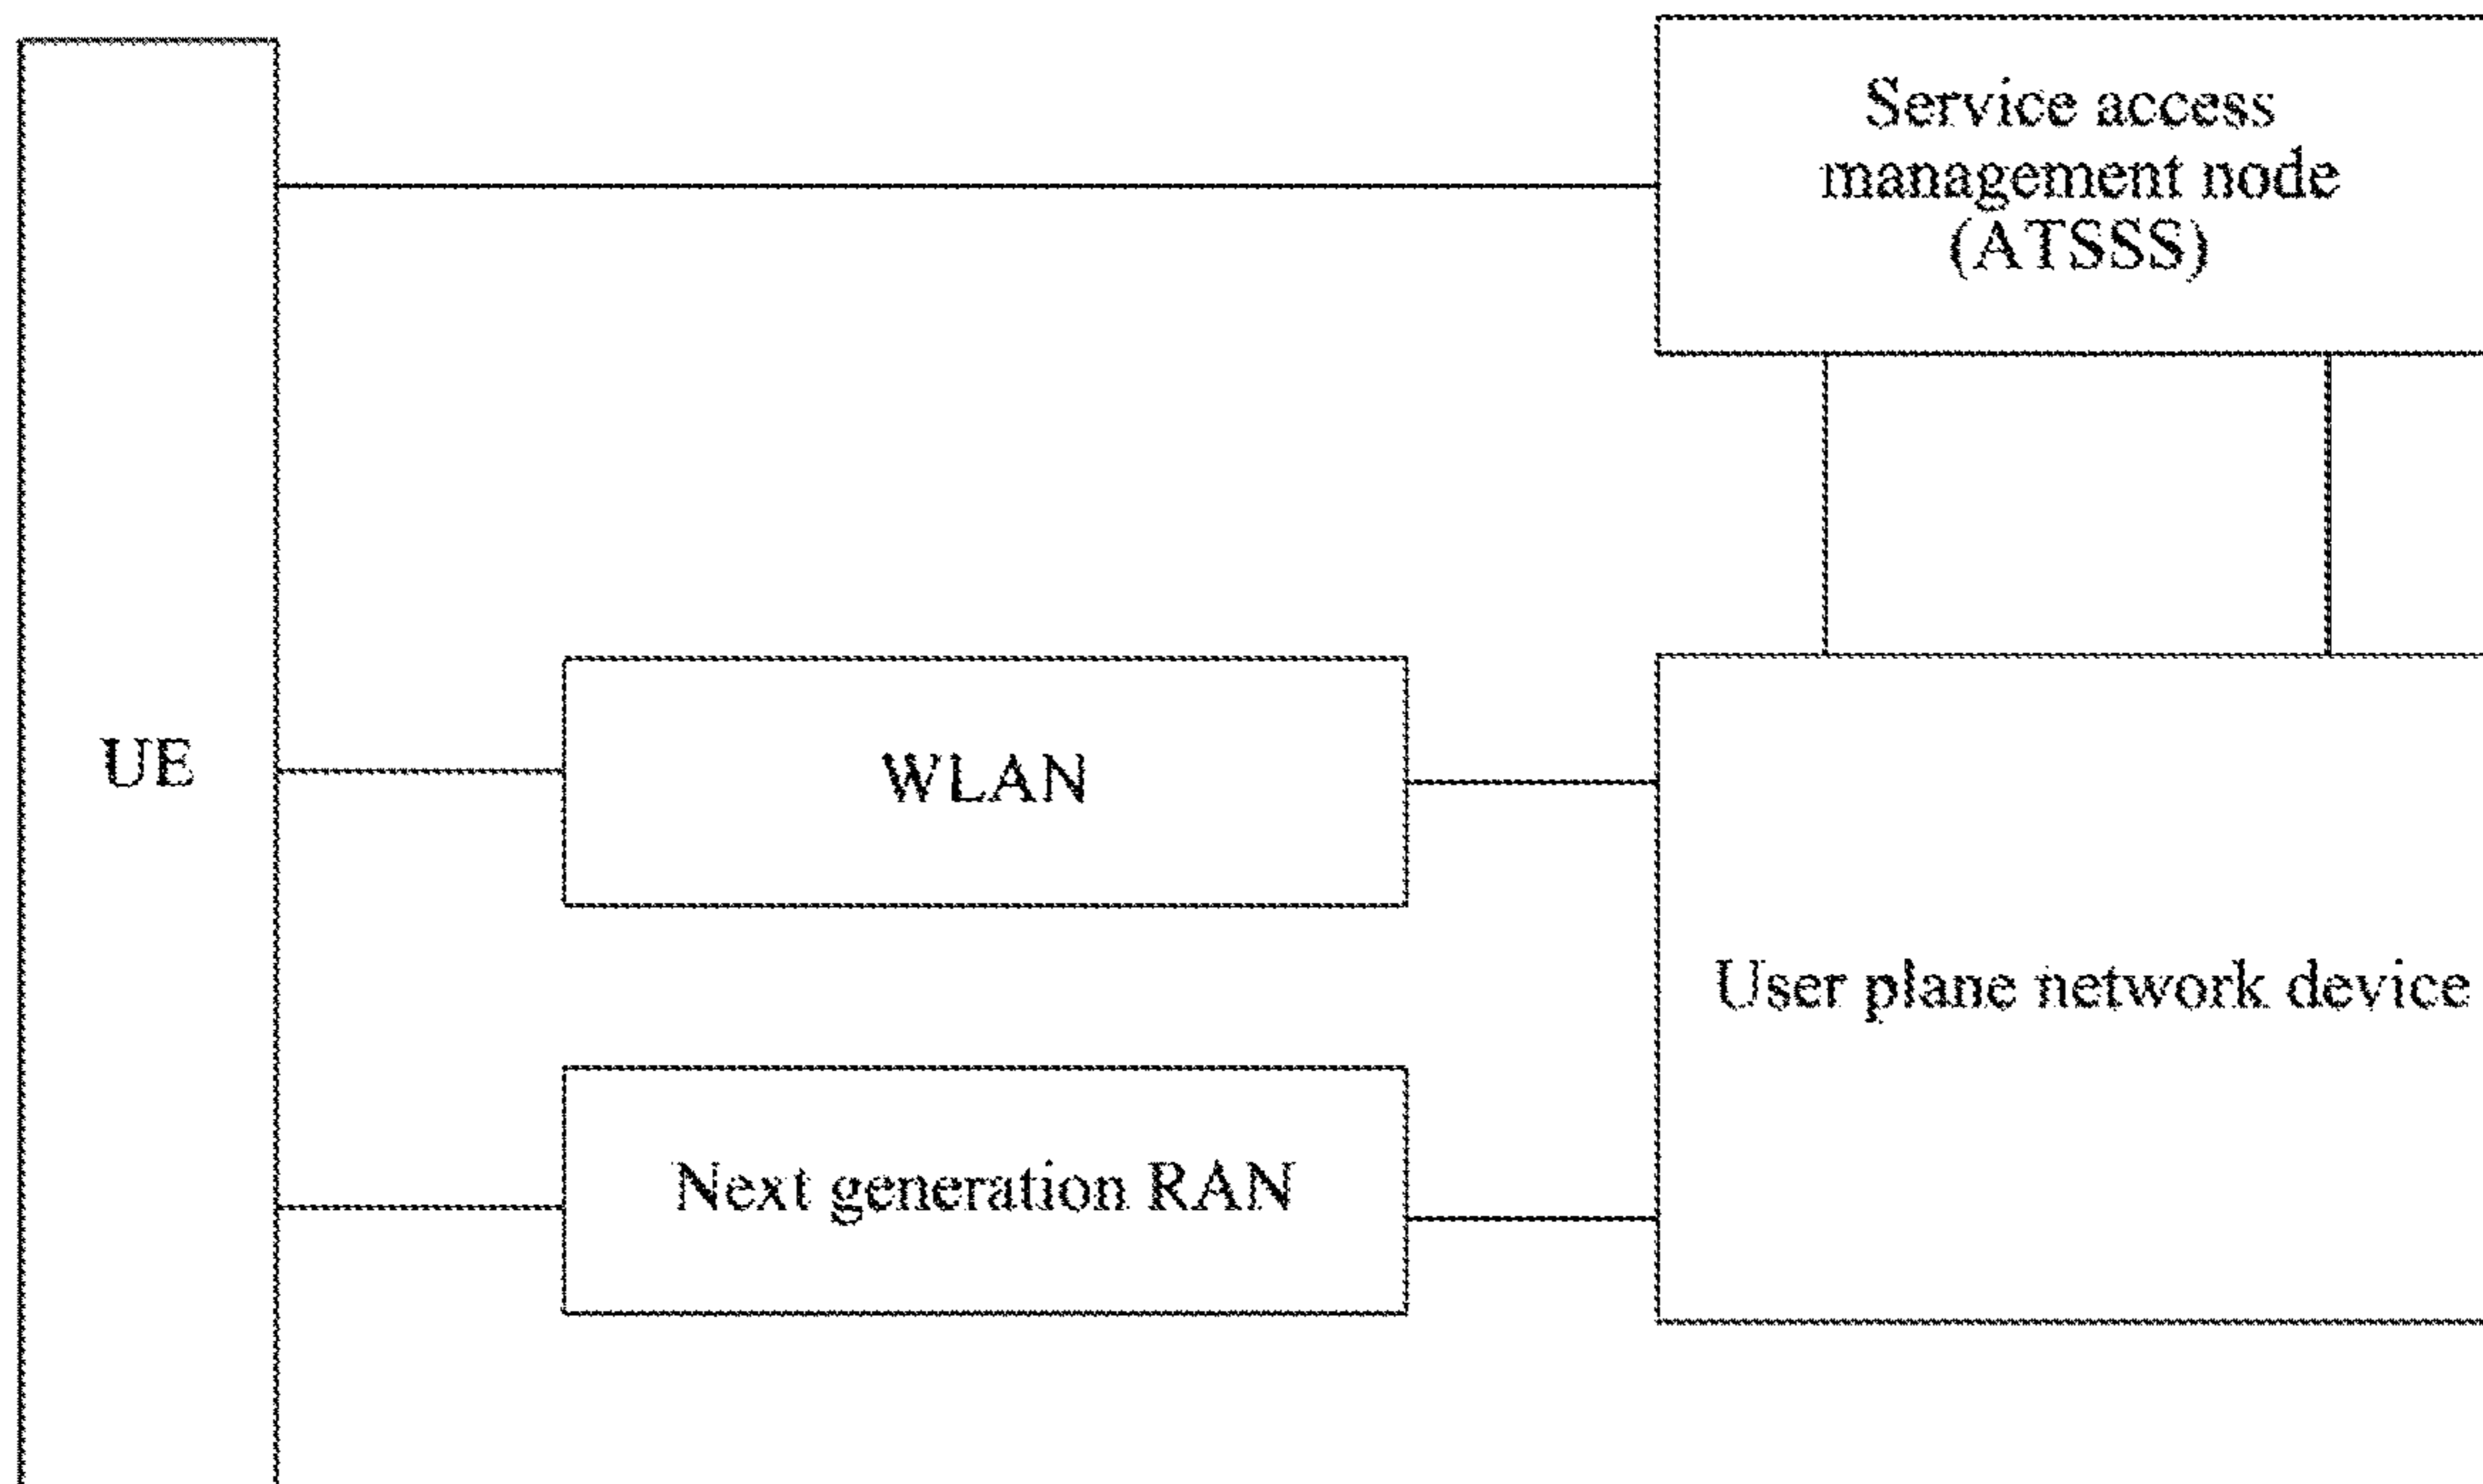 Service access
management node
(ATSSS)
UE
WLAN
User plane network device
Next generation RAN